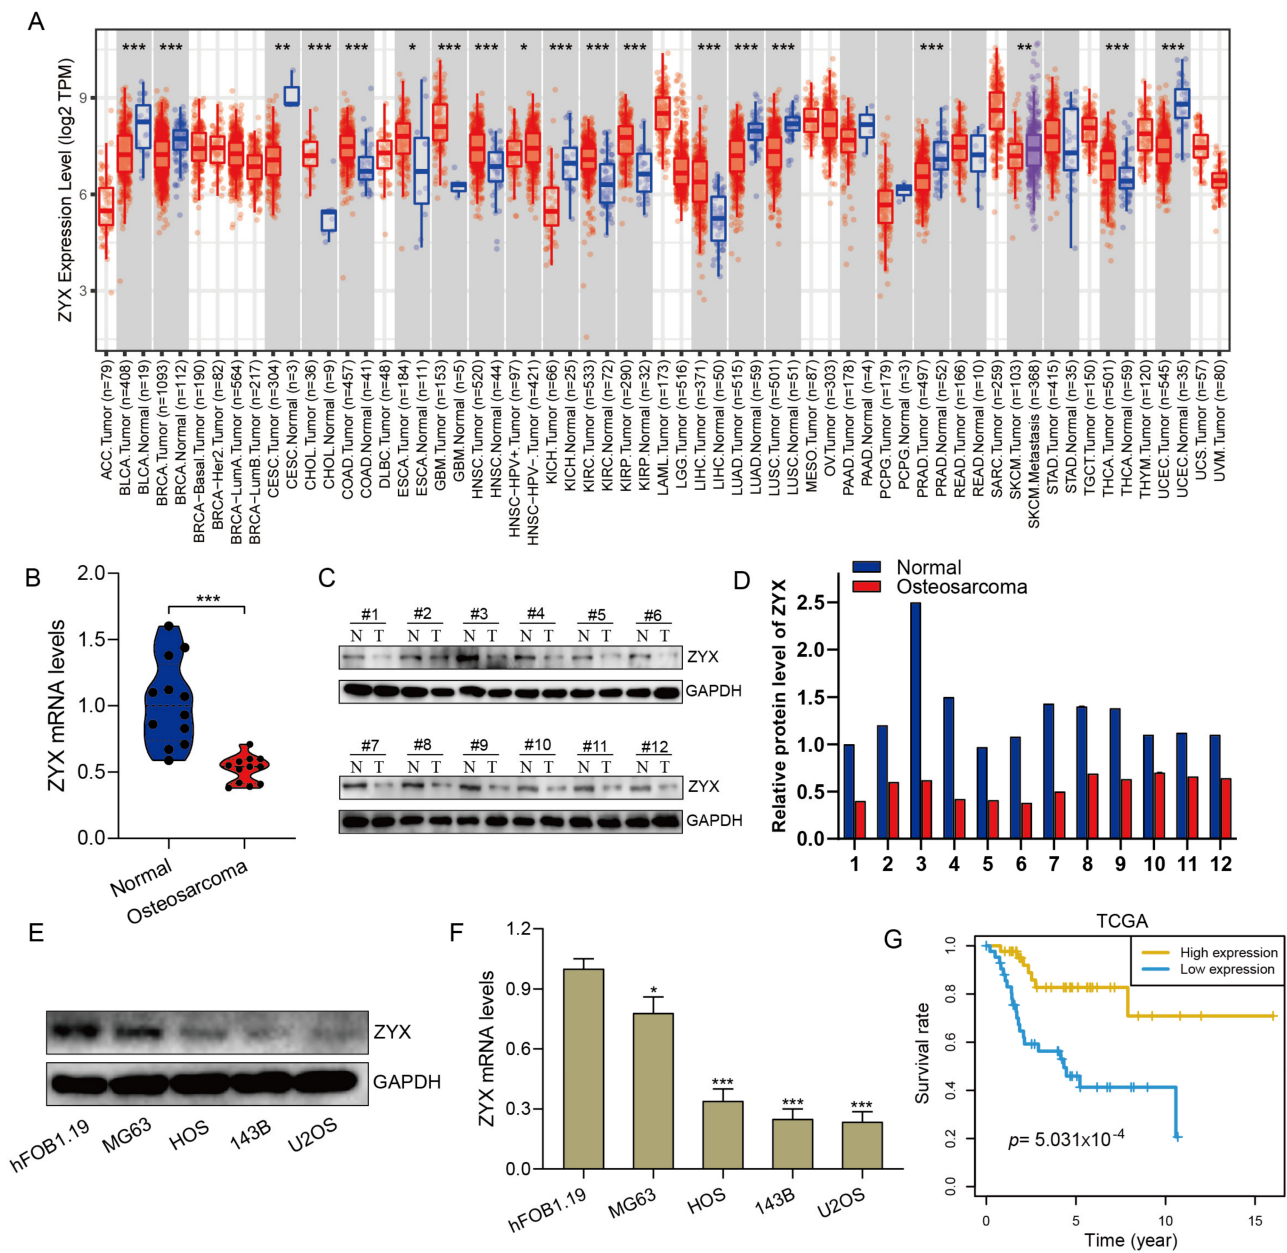 A
*** *** ** *** *** * *** *** * *** *** *** *** *** *** *** ** *** ***
ZYX Expression Level (log2 TPM)
9
6
3
ACC.Tumor (n=79)
BLCA.Tumor (n=408)
BLCA.Normal (n=19)
BRCA.Tumor (n=1093)
BRCA.Normal (n=112)
BRCA-Basal.Tumor (n=190)
BRCA-Her2.Tumor (n=82)
BRCA-LumA.Tumor (n=564)
BRCA-LumB.Tumor (n=217)
CESC.Tumor (n=304)
CESC.Normal (n=3)
CHOL.Tumor (n=36)
CHOL.Normal (n=9)
COAD.Tumor (n=457)
COAD.Normal (n=41)
DLBC.Tumor (n=48)
ESCA.Tumor (n=184)
ESCA.Normal (n=11)
GBM.Tumor (n=153)
GBM.Normal (n=5)
HNSC.Tumor (n=520)
HNSC.Normal (n=44)
HNSC-HPV+.Tumor (n=97)
HNSC-HPV-.Tumor (n=421)
KICH.Tumor (n=66)
KICH.Normal (n=25)
KIRC.Tumor (n=533)
KIRC.Normal (n=72)
KIRP.Tumor (n=290)
KIRP.Normal (n=32)
LAML.Tumor (n=173)
LGG.Tumor (n=516)
LIHC.Tumor (n=371)
LIHC.Normal (n=50)
LUAD.Tumor (n=515)
LUAD.Normal (n=59)
LUSC.Tumor (n=501)
LUSC.Normal (n=51)
MESO.Tumor (n=87)
OV.Tumor (n=303)
PAAD.Tumor (n=178)
PAAD.Normal (n=4)
PCPG.Tumor (n=179)
PCPG.Normal (n=3)
PRAD.Tumor (n=497)
PRAD.Normal (n=52)
READ.Tumor (n=166)
READ.Normal (n=10)
SARC.Tumor (n=259)
SKCM.Tumor (n=103)
SKCM.Metastasis (n=368)
STAD.Tumor (n=415)
STAD.Normal (n=35)
TGCT.Tumor (n=150)
THCA.Tumor (n=501)
THCA.Normal (n=59)
THYM.Tumor (n=120)
UCEC.Tumor (n=545)
UCEC.Normal (n=35)
UCS.Tumor (n=57)
UVM.Tumor (n=80)
B
ZYX mRNA levels
2.0
1.5
1.0
0.5
0.0
***
Normal
Osteosarcoma
C
#1 #2 #3 #4 #5 #6
N T N T N T N T N T N T
ZYX
GAPDH
#7 #8 #9 #10 #11 #12
N T N T N T N T N T N T
ZYX
GAPDH
D
Normal
Osteosarcoma
Relative protein level of ZYX
2.5
2.0
1.5
1.0
0.5
0.0
1 2 3 4 5 6 7 8 9 10 11 12
E
ZYX
GAPDH
hFOB1.19 MG63 HOS 143B U2OS
F
ZYX mRNA levels
1.2
0.9
0.6
0.3
0.0
* *** *** ***
hFOB1.19 MG63 HOS 143B U2OS
G
TCGA
High expression
Low expression
Survival rate
1.0
0.8
0.6
0.4
0.2
0.0
p= 5.031x10⁻⁴
0 5 10 15
Time (year)